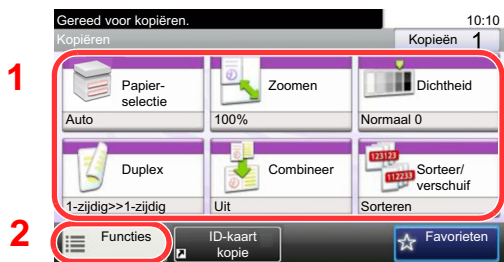 Gereed voor kopiëren. 10:10
Kopiëren Kopieën 1
1
Papier-
selectie
Auto
Zoomen
100%
Dichtheid
Normaal 0
Duplex
1-zijdig>>1-zijdig
Combineer
Uit
123123
112233
Sorteer/
verschuif
Sorteren
2
Functies
ID-kaart
kopie
Favorieten